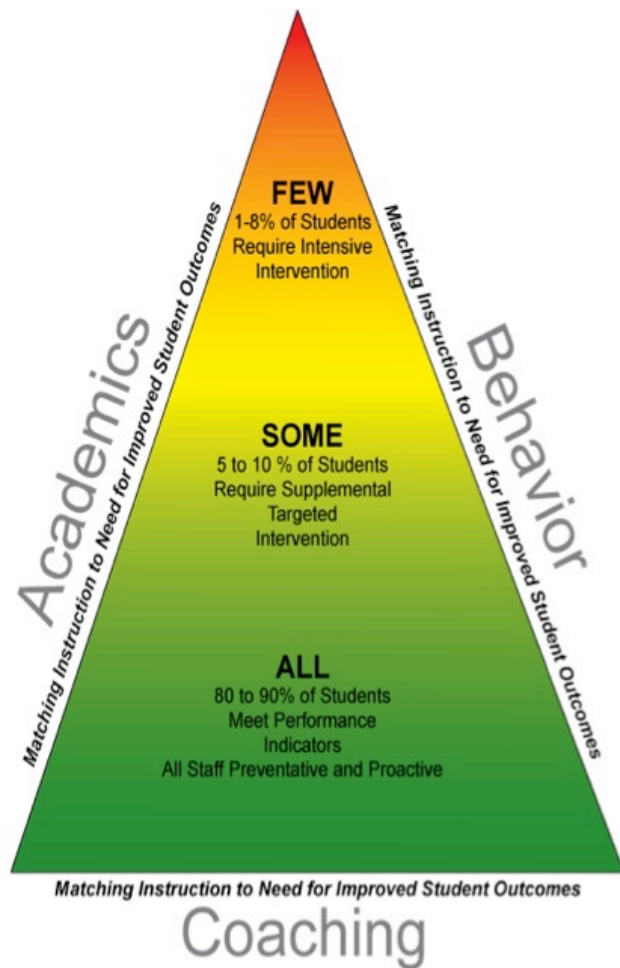 FEW
1-8% of Students
Require Intensive
Intervention
SOME
5 to 10 % of Students
Require Supplemental
Targeted
Intervention
ALL
80 to 90% of Students
Meet Performance
Indicators
All Staff Preventative and Proactive
Academics
Matching Instruction to Need for Improved Student Outcomes
Behavior
Matching Instruction to Need for Improved Student Outcomes
Matching Instruction to Need for Improved Student Outcomes
Coaching